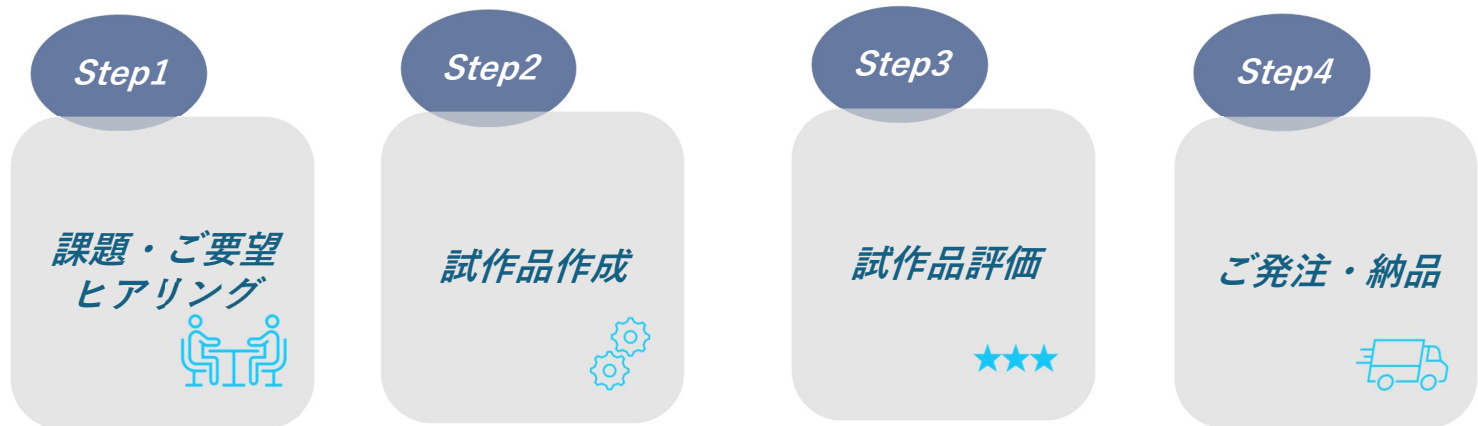 Step1
課題・ご要望
ヒアリング
Step2
試作品作成
Step3
試作品評価
Step4
ご発注・納品